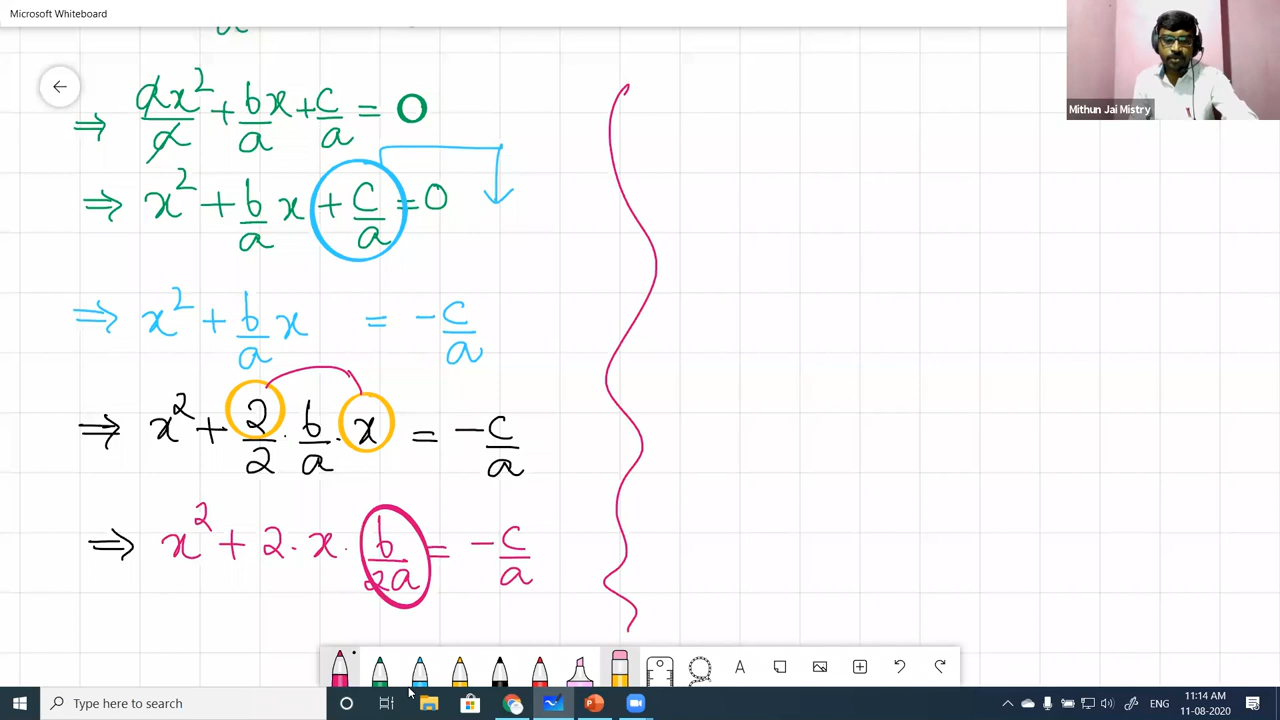 Microsoft Whiteboard
a
⇒ ax²/a + b/a x + c/a = 0
⇒ x² + b/a x + c/a = 0
⇒ x² + b/a x = -c/a
⇒ x² + 2/2 · b/a · x = -c/a
⇒ x² + 2 · x · b/2a = -c/a
Mithun Jai Mistry
Type here to search
ENG
11:14 AM
11-08-2020